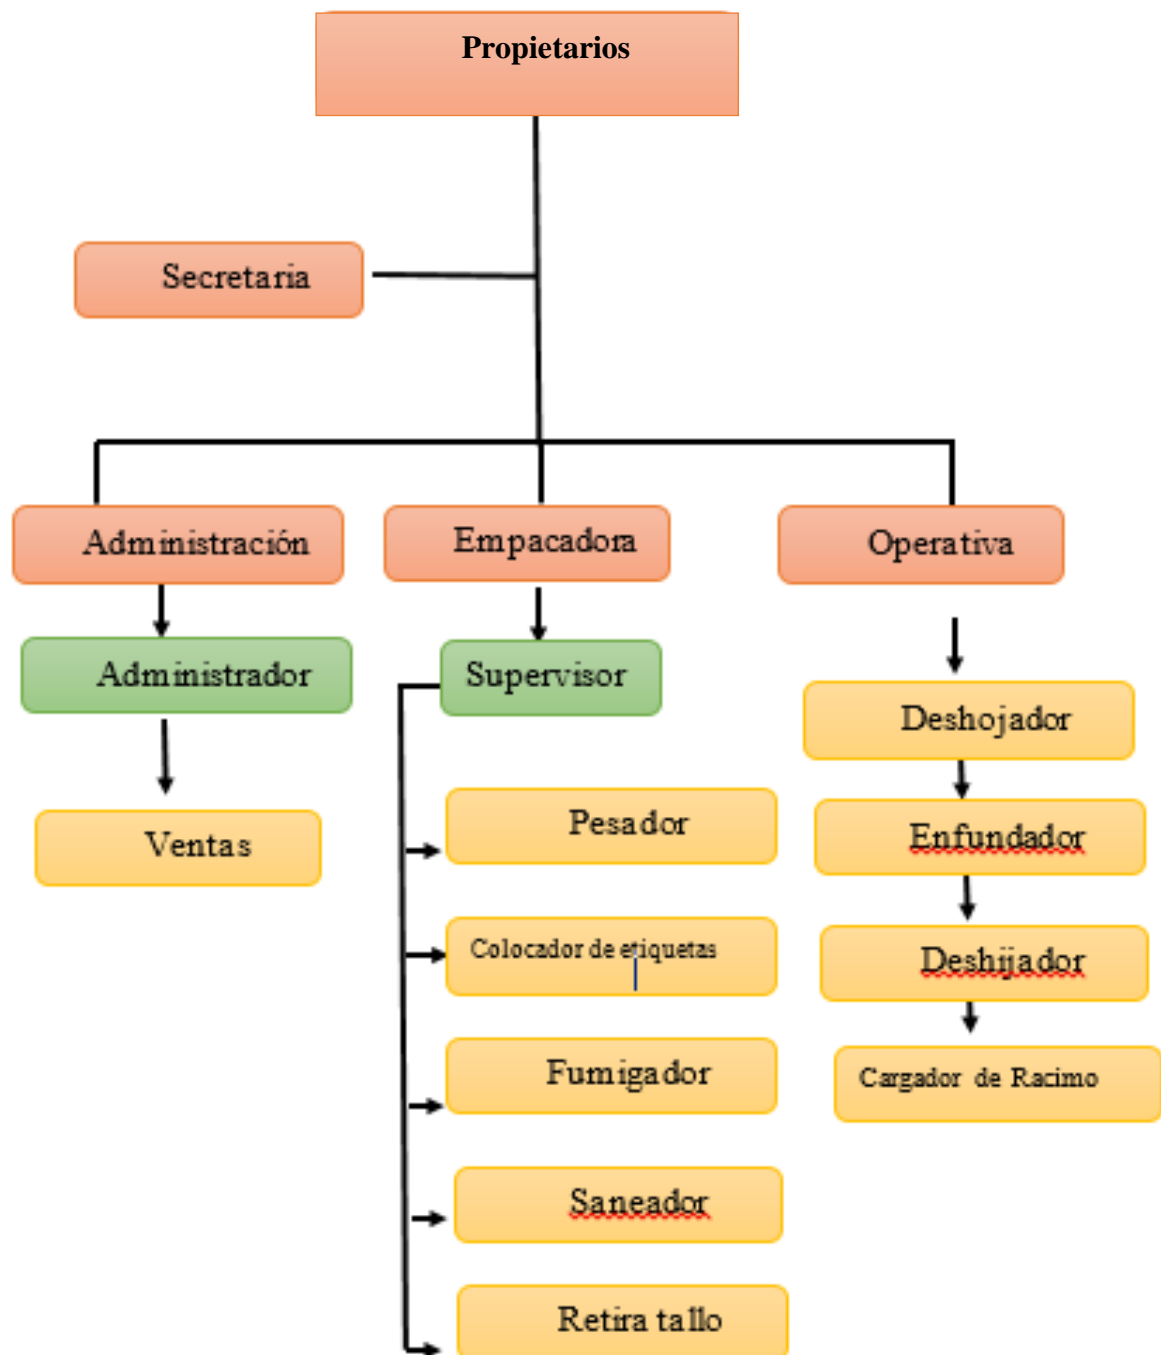 Propietarios
Secretaria
Administración
Empacadora
Operativa
Administrador
Supervisor
Deshojador
Ventas
Pesador
Enfundador
Colocador de etiquetas
Deshijador
Fumigador
Cargador de Racimo
Saneador
Retira tallo